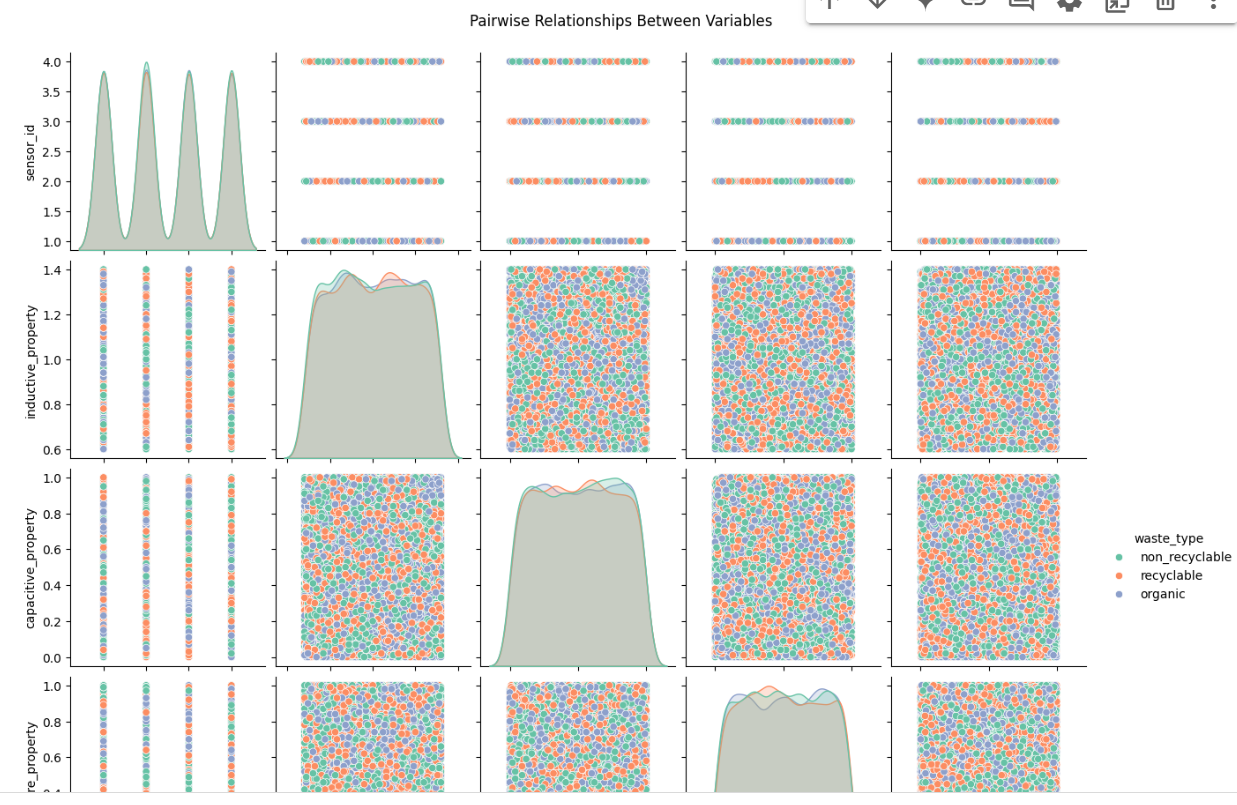 Pairwise Relationships Between Variables
4.0
3.5
3.0
2.5
2.0
1.5
1.0
sensor_id
1.4
1.2
1.0
0.8
0.6
inductive_property
1.0
0.8
0.6
0.4
0.2
0.0
capacitive_property
waste_type
non_recyclable
recyclable
organic
1.0
0.8
0.6
re_property